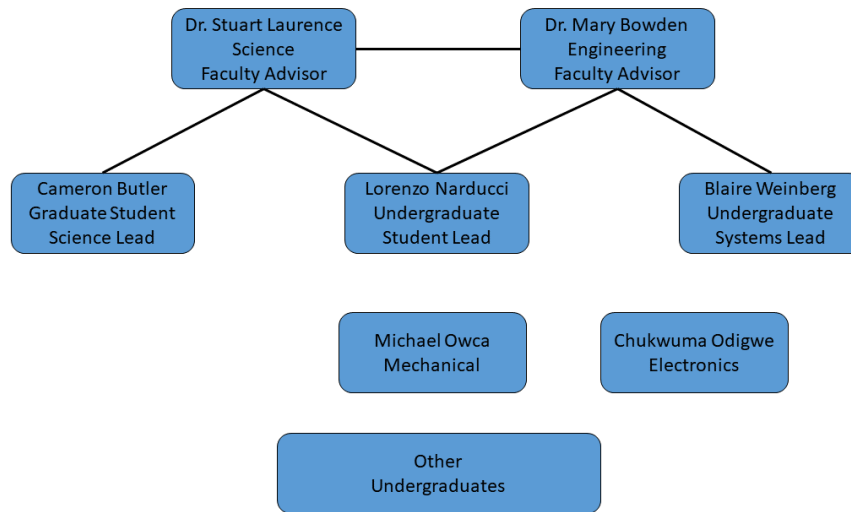 Dr. Stuart Laurence
Science
Faculty Advisor
Dr. Mary Bowden
Engineering
Faculty Advisor
Cameron Butler
Graduate Student
Science Lead
Lorenzo Narducci
Undergraduate
Student Lead
Blaire Weinberg
Undergraduate
Systems Lead
Michael Owca
Mechanical
Chukwuma Odigwe
Electronics
Other
Undergraduates